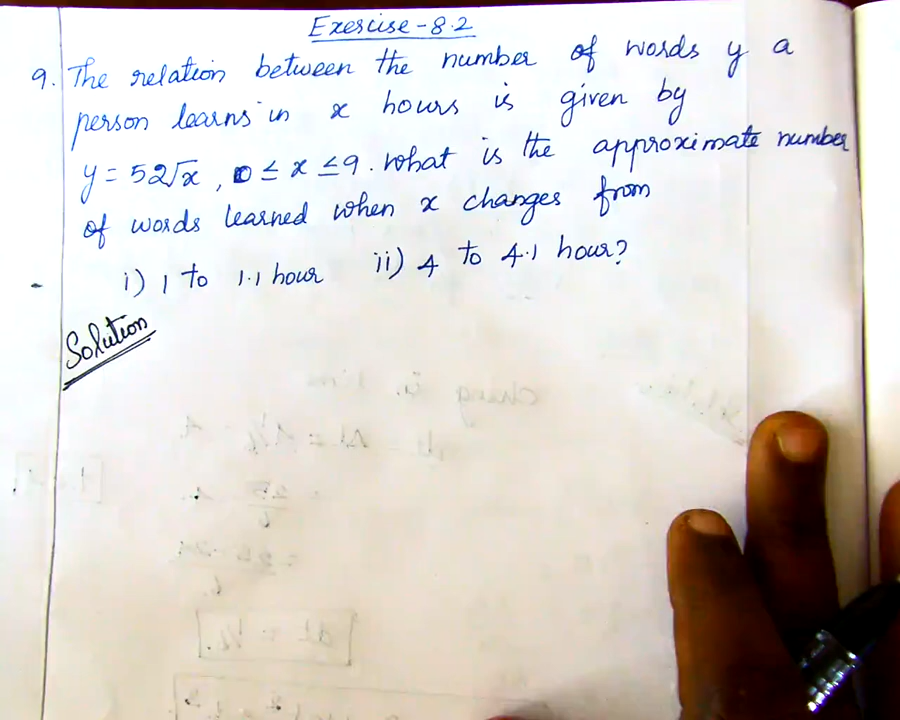 Exercise-8.2
9. The relation between the number of words y a
person learns in x hours is given by
y = 52√x , 0 ≤ x ≤ 9. What is the approximate number
of words learned when x changes from
i) 1 to 1.1 hour ii) 4 to 4.1 hour?
Solution